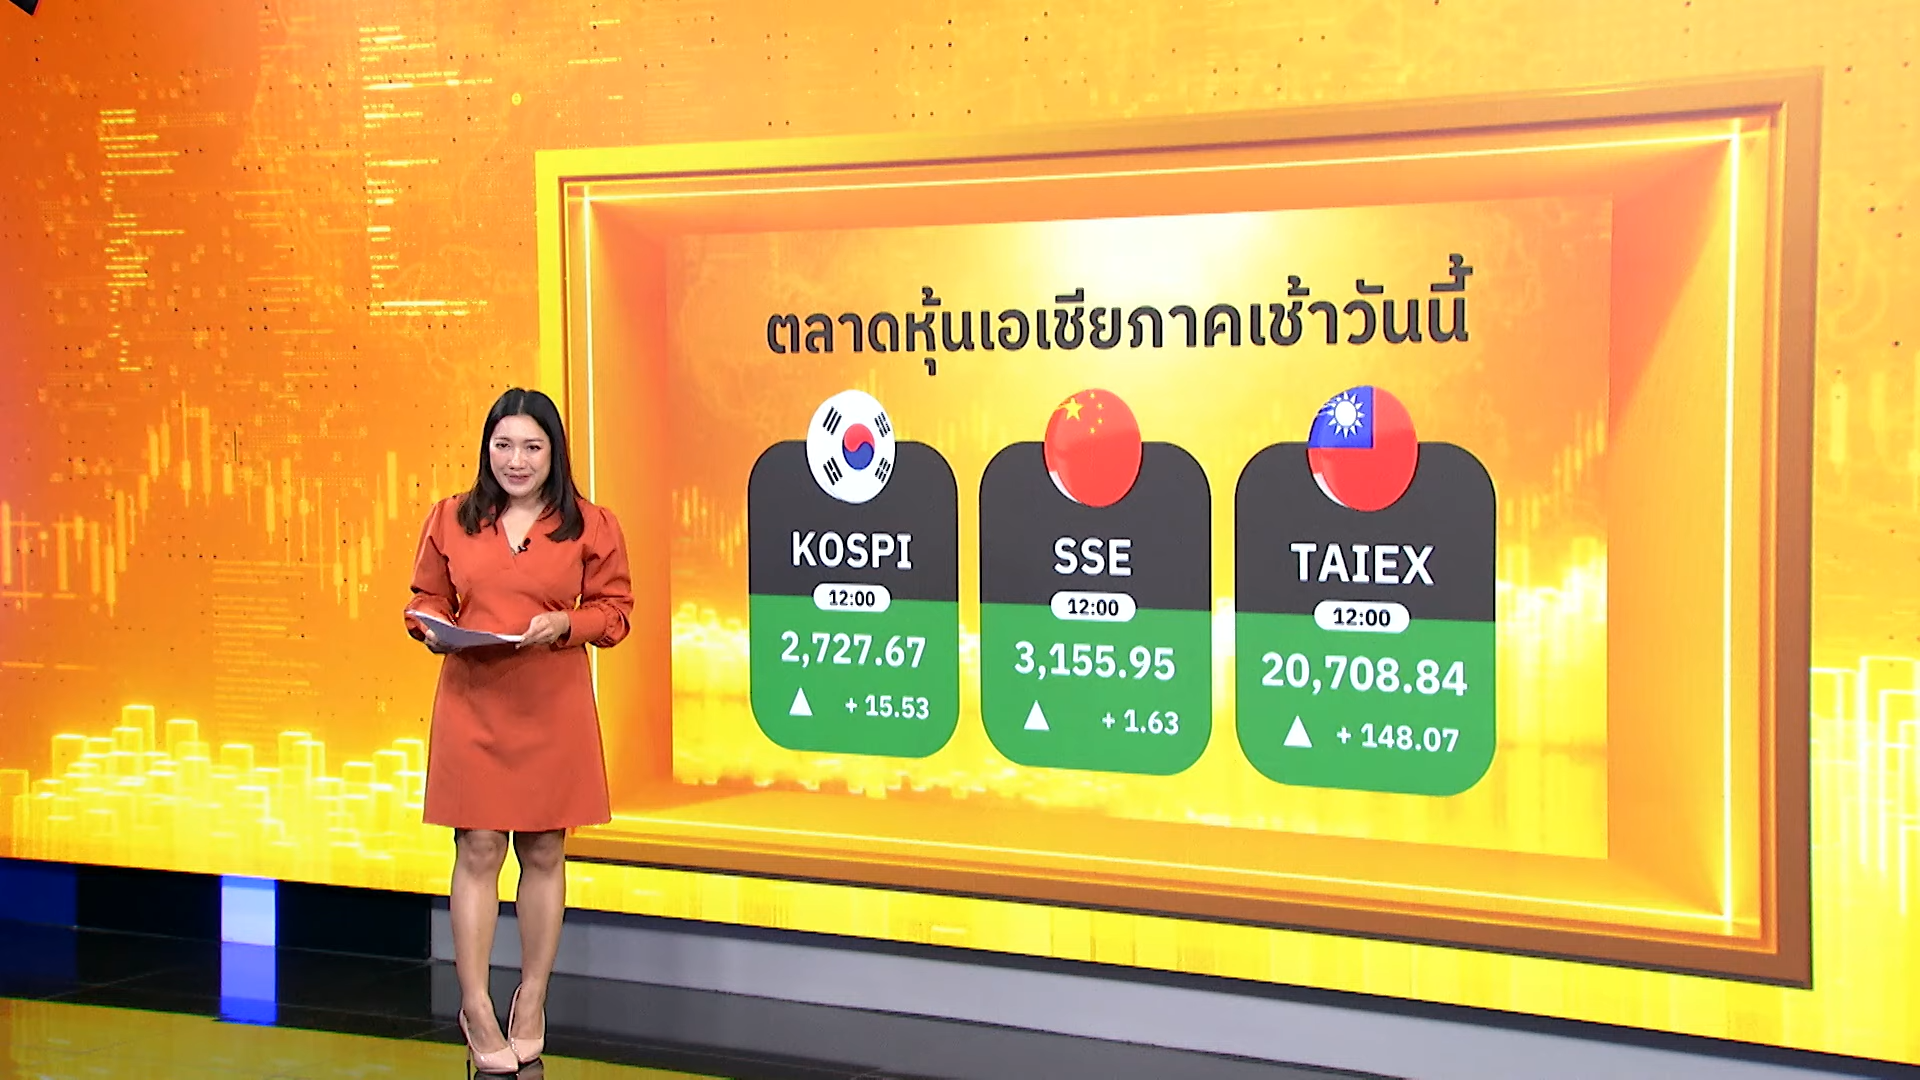 ตลาดหุ้นเอเชียภาคเช้าวันนี้
KOSPI
12:00
2,727.67
+ 15.53
SSE
12:00
3,155.95
+ 1.63
TAIEX
12:00
20,708.84
+ 148.07